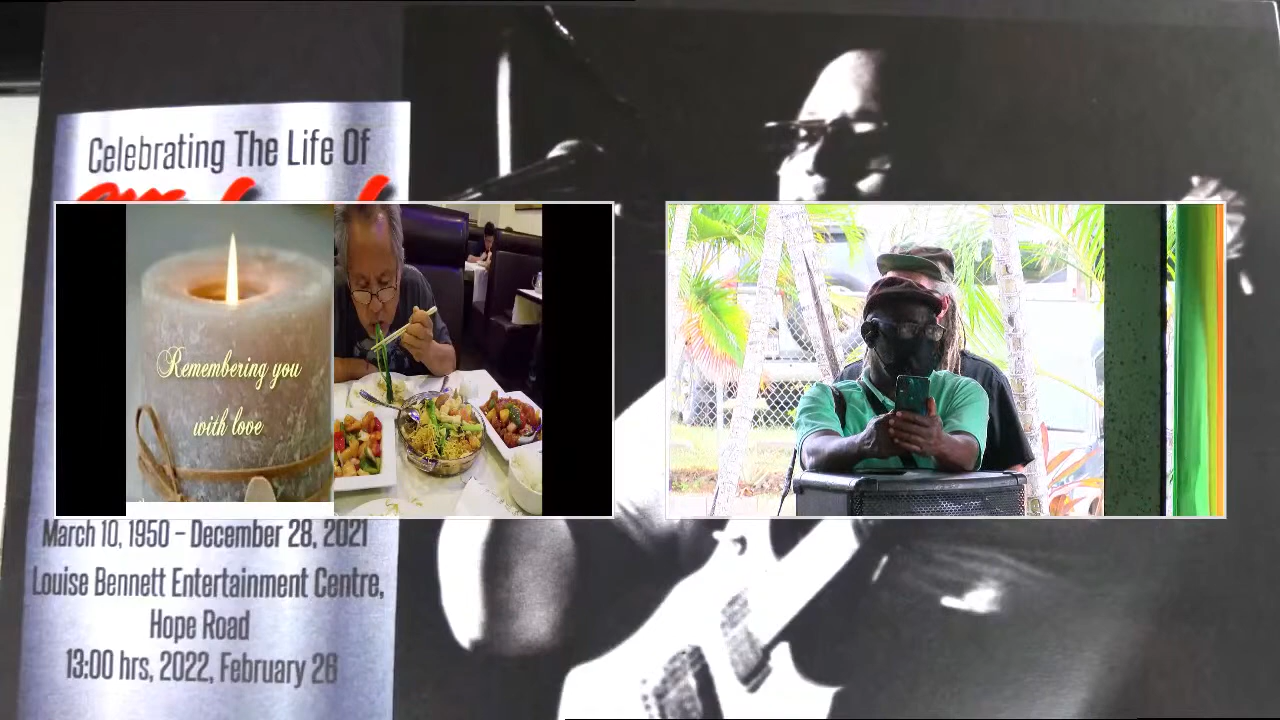 Celebrating The Life Of
Remembering you
with love
March 10, 1950 – December 28, 2021
Louise Bennett Entertainment Centre,
Hope Road
13:00 hrs, 2022, February 26